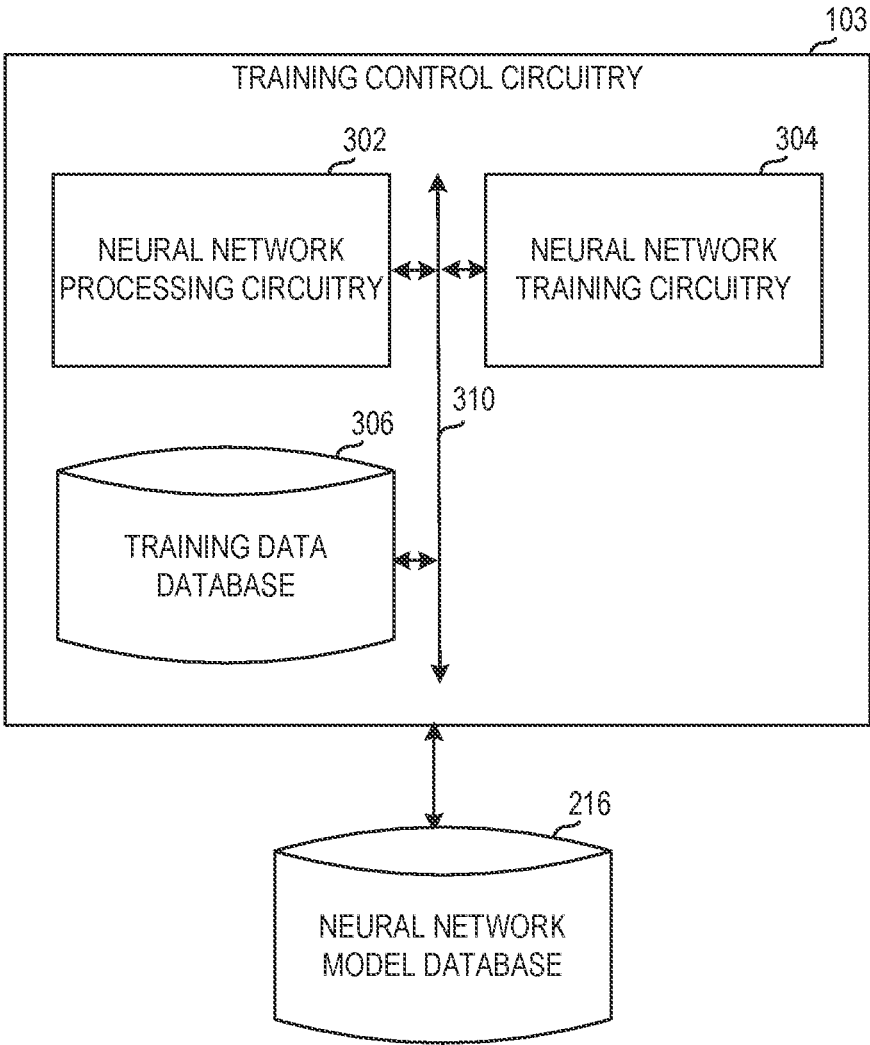 103
TRAINING CONTROL CIRCUITRY
302
304
NEURAL NETWORK
PROCESSING CIRCUITRY
NEURAL NETWORK
TRAINING CIRCUITRY
310
306
TRAINING DATA
DATABASE
216
NEURAL NETWORK
MODEL DATABASE